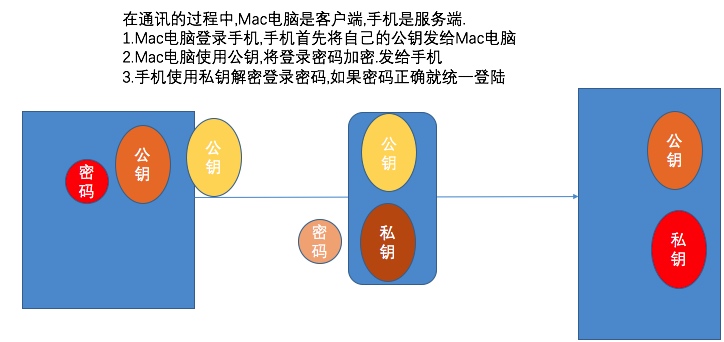 在通讯的过程中,Mac电脑是客户端,手机是服务端.
1.Mac电脑登录手机,手机首先将自己的公钥发给Mac电脑
2.Mac电脑使用公钥,将登录密码加密.发给手机
3.手机使用私钥解密登录密码,如果密码正确就统一登陆
密码
公钥
公钥
公钥
密码
私钥
公钥
私钥